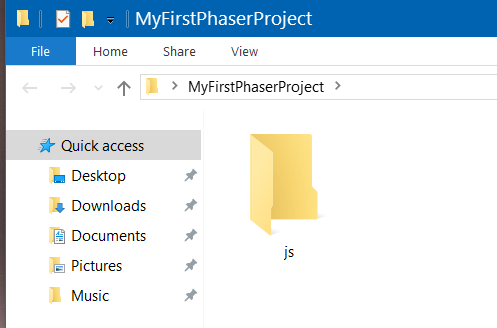 MyFirstPhaserProject
File Home Share View
MyFirstPhaserProject
Quick access
Desktop
Downloads
Documents
Pictures
Music
js